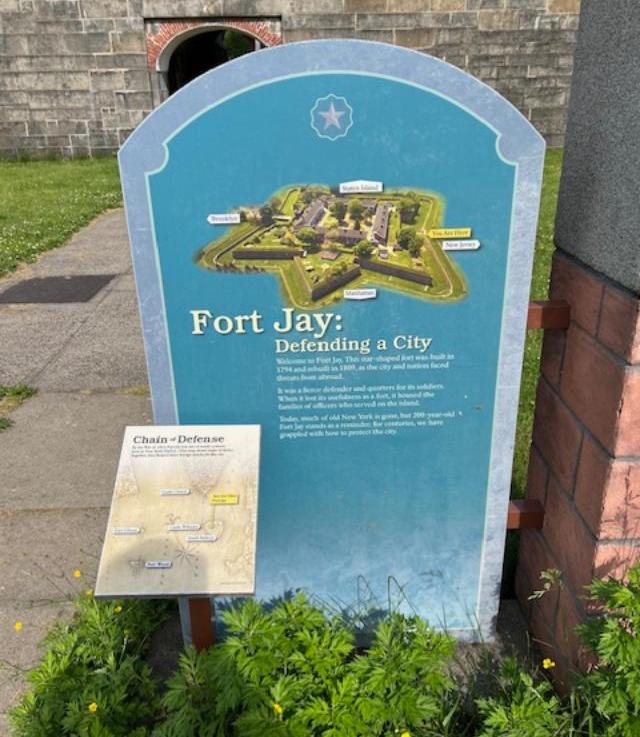 Staten Island
Brooklyn
You Are Here
New Jersey
Manhattan
Fort Jay:
Defending a City
Welcome to Fort Jay. This star-shaped fort was built in
1794 and rebuilt in 1809, as the city and nation faced
threats from abroad.
It was a fierce defender and quarters for its soldiers.
When it lost its usefulness as a fort, it housed the
families of officers who served on the island.
Today, much of old New York is gone, but 200-year-old
Fort Jay stands as a reminder: for centuries, we have
grappled with how to protect the city.
Chain of Defense
Castle Williams
Fort Wood